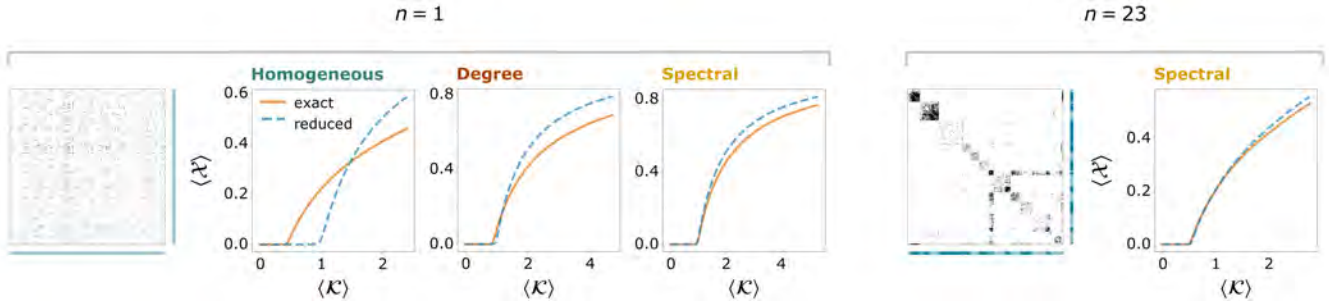 n = 1
n = 23
Homogeneous
Degree
Spectral
Spectral
exact
reduced
⟨𝒳⟩
0.6
0.4
0.2
0.0
0
1
2
⟨𝒦⟩
0.8
0.4
0.0
0
2
4
⟨𝒦⟩
0.8
0.4
0.0
0
2
4
⟨𝒦⟩
⟨𝒳⟩
0.4
0.2
0.0
0
1
2
⟨𝒦⟩